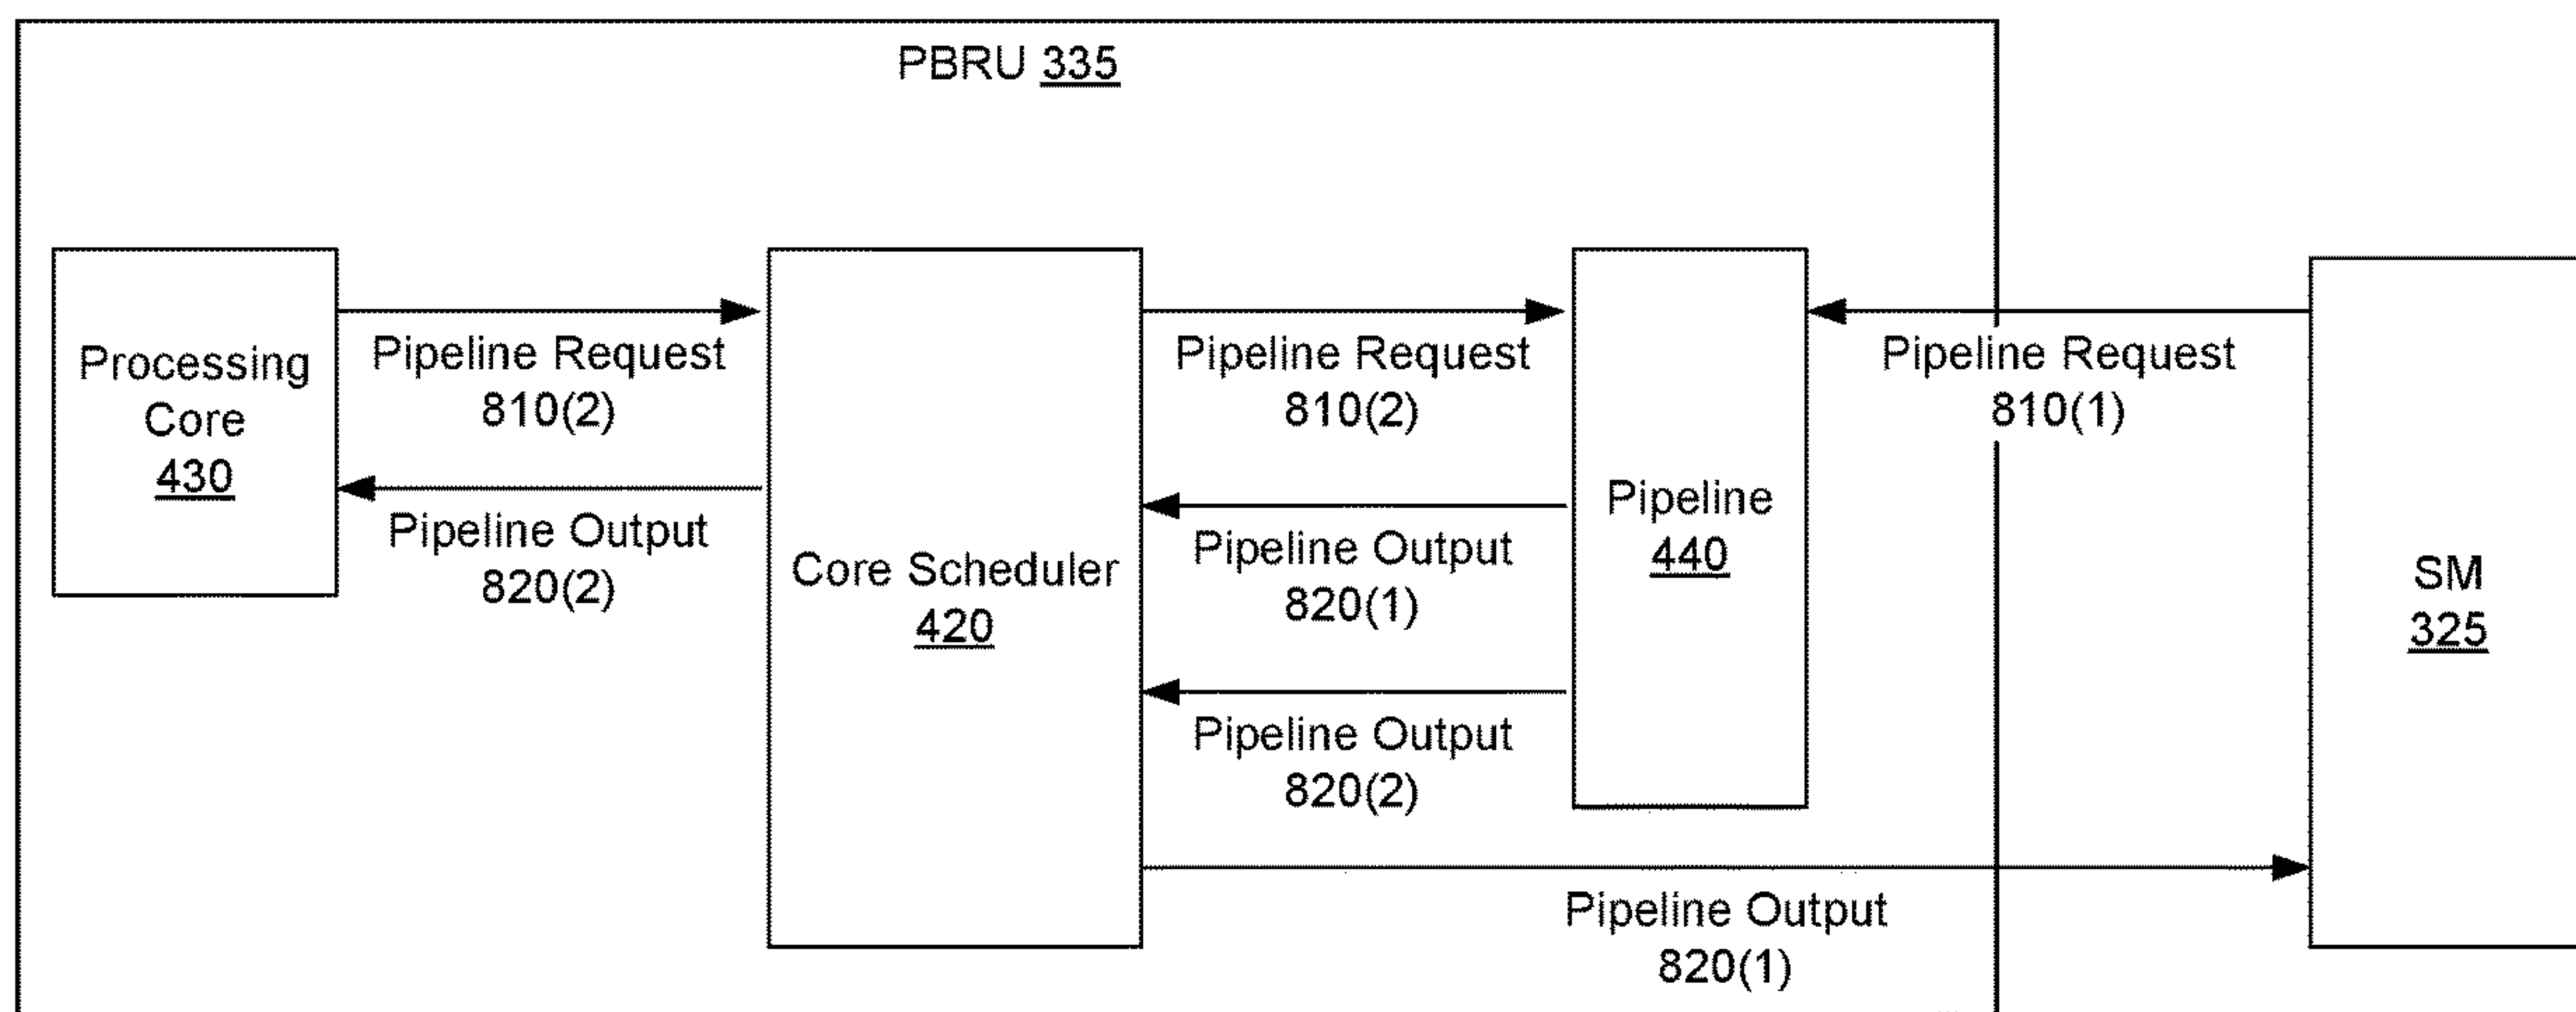 PBRU 335
Processing
Core
430
Pipeline Request
810(2)
Pipeline Output
820(2)
Core Scheduler
420
Pipeline Request
810(2)
Pipeline Output
820(1)
Pipeline Output
820(2)
Pipeline
440
Pipeline Request
810(1)
Pipeline Output
820(1)
SM
325